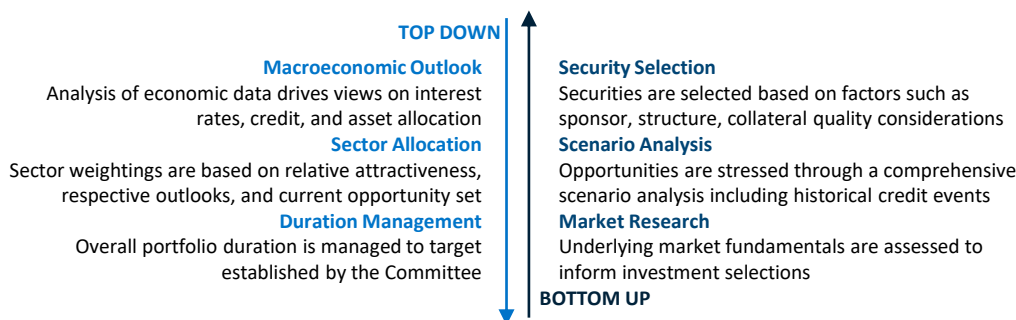 TOP DOWN
Macroeconomic Outlook
Analysis of economic data drives views on interest
rates, credit, and asset allocation
Sector Allocation
Sector weightings are based on relative attractiveness,
respective outlooks, and current opportunity set
Duration Management
Overall portfolio duration is managed to target
established by the Committee
Security Selection
Securities are selected based on factors such as
sponsor, structure, collateral quality considerations
Scenario Analysis
Opportunities are stressed through a comprehensive
scenario analysis including historical credit events
Market Research
Underlying market fundamentals are assessed to
inform investment selections
BOTTOM UP